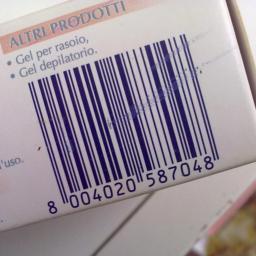 ALTRI PRODOTTI
• Gel per rasoio,
• Gel depilatorio.
l'uso.
8 004020 587048